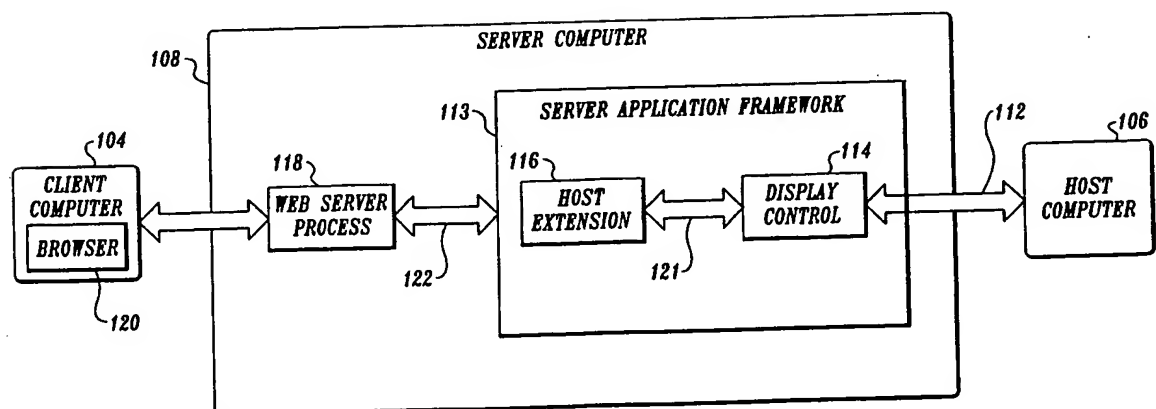 SERVER COMPUTER
108
SERVER APPLICATION FRAMEWORK
113
112
106
104
118
116
114
CLIENT
COMPUTER
BROWSER
WEB SERVER
PROCESS
HOST
EXTENSION
DISPLAY
CONTROL
HOST
COMPUTER
122
121
120